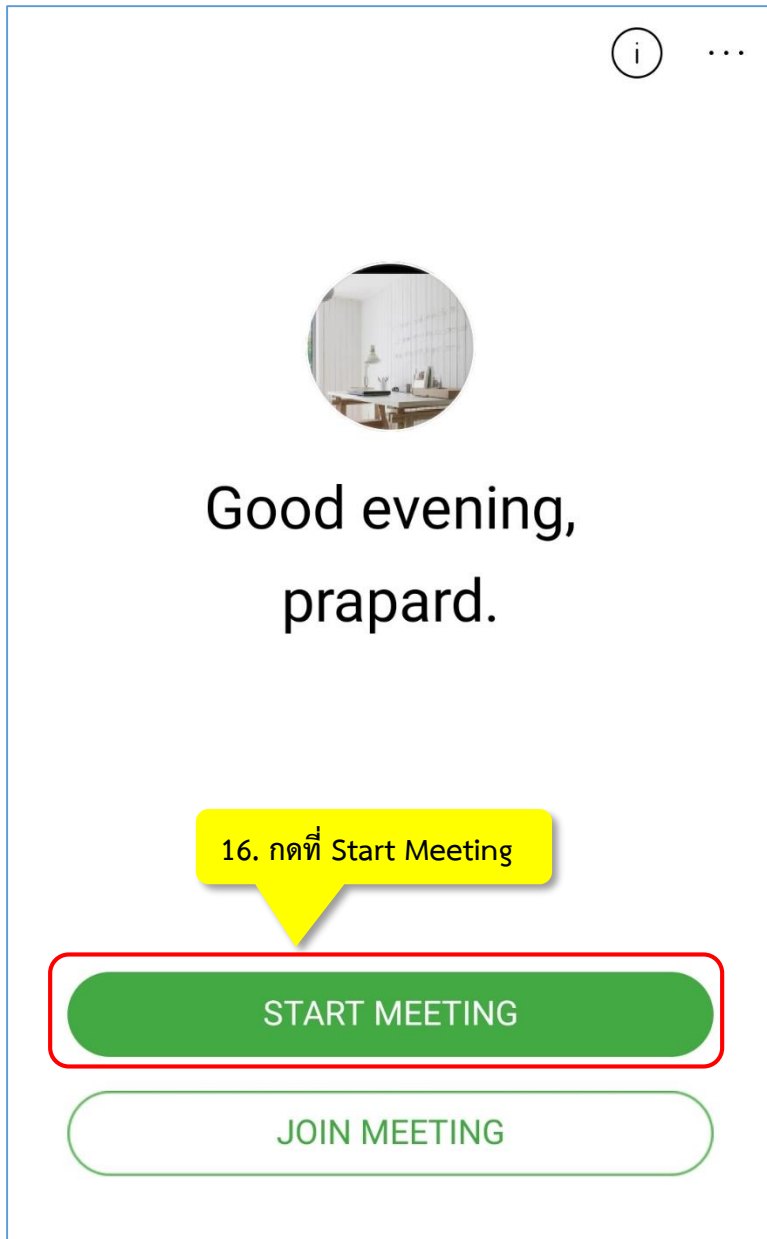 i ...
Good evening,
prapard.
16. กดที่ Start Meeting
START MEETING
JOIN MEETING